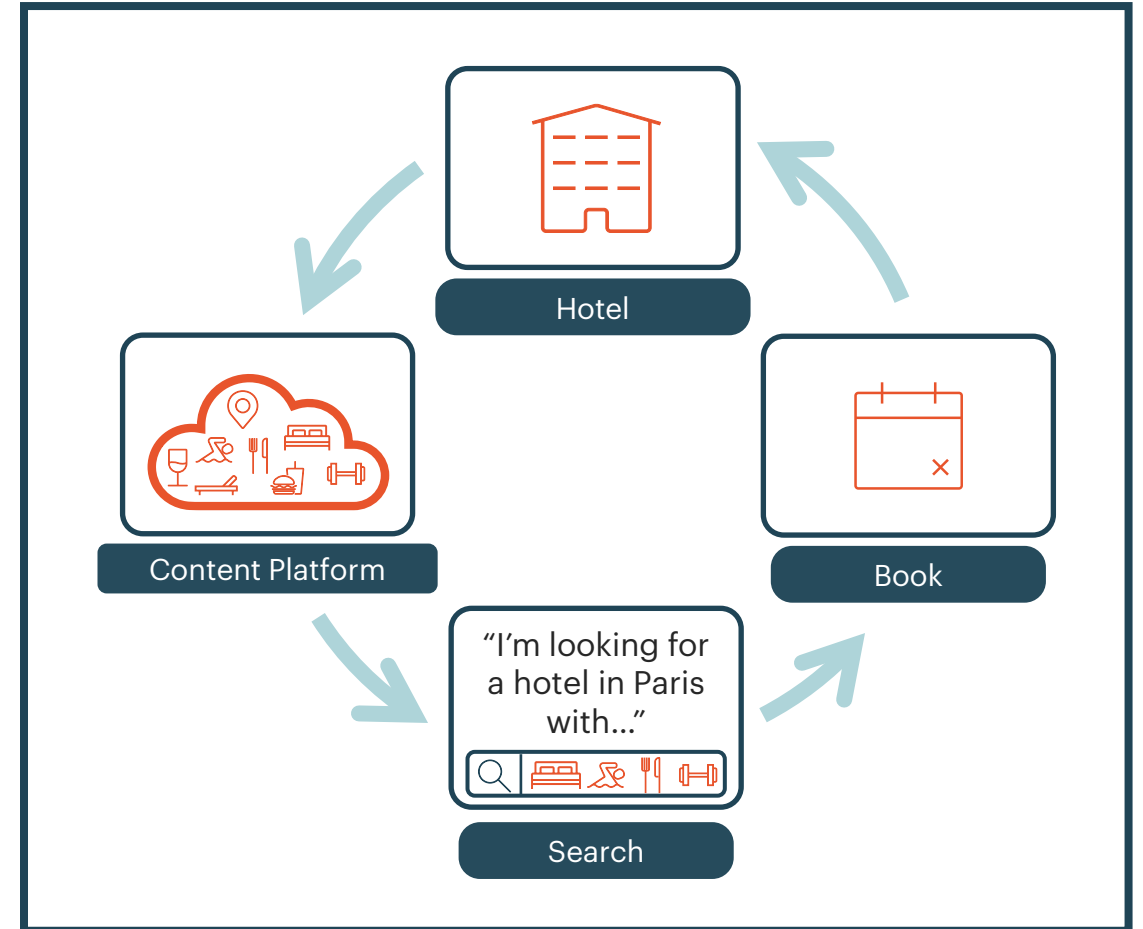 Hotel
Content Platform
Book
“I’m looking for
a hotel in Paris
with...”
Search